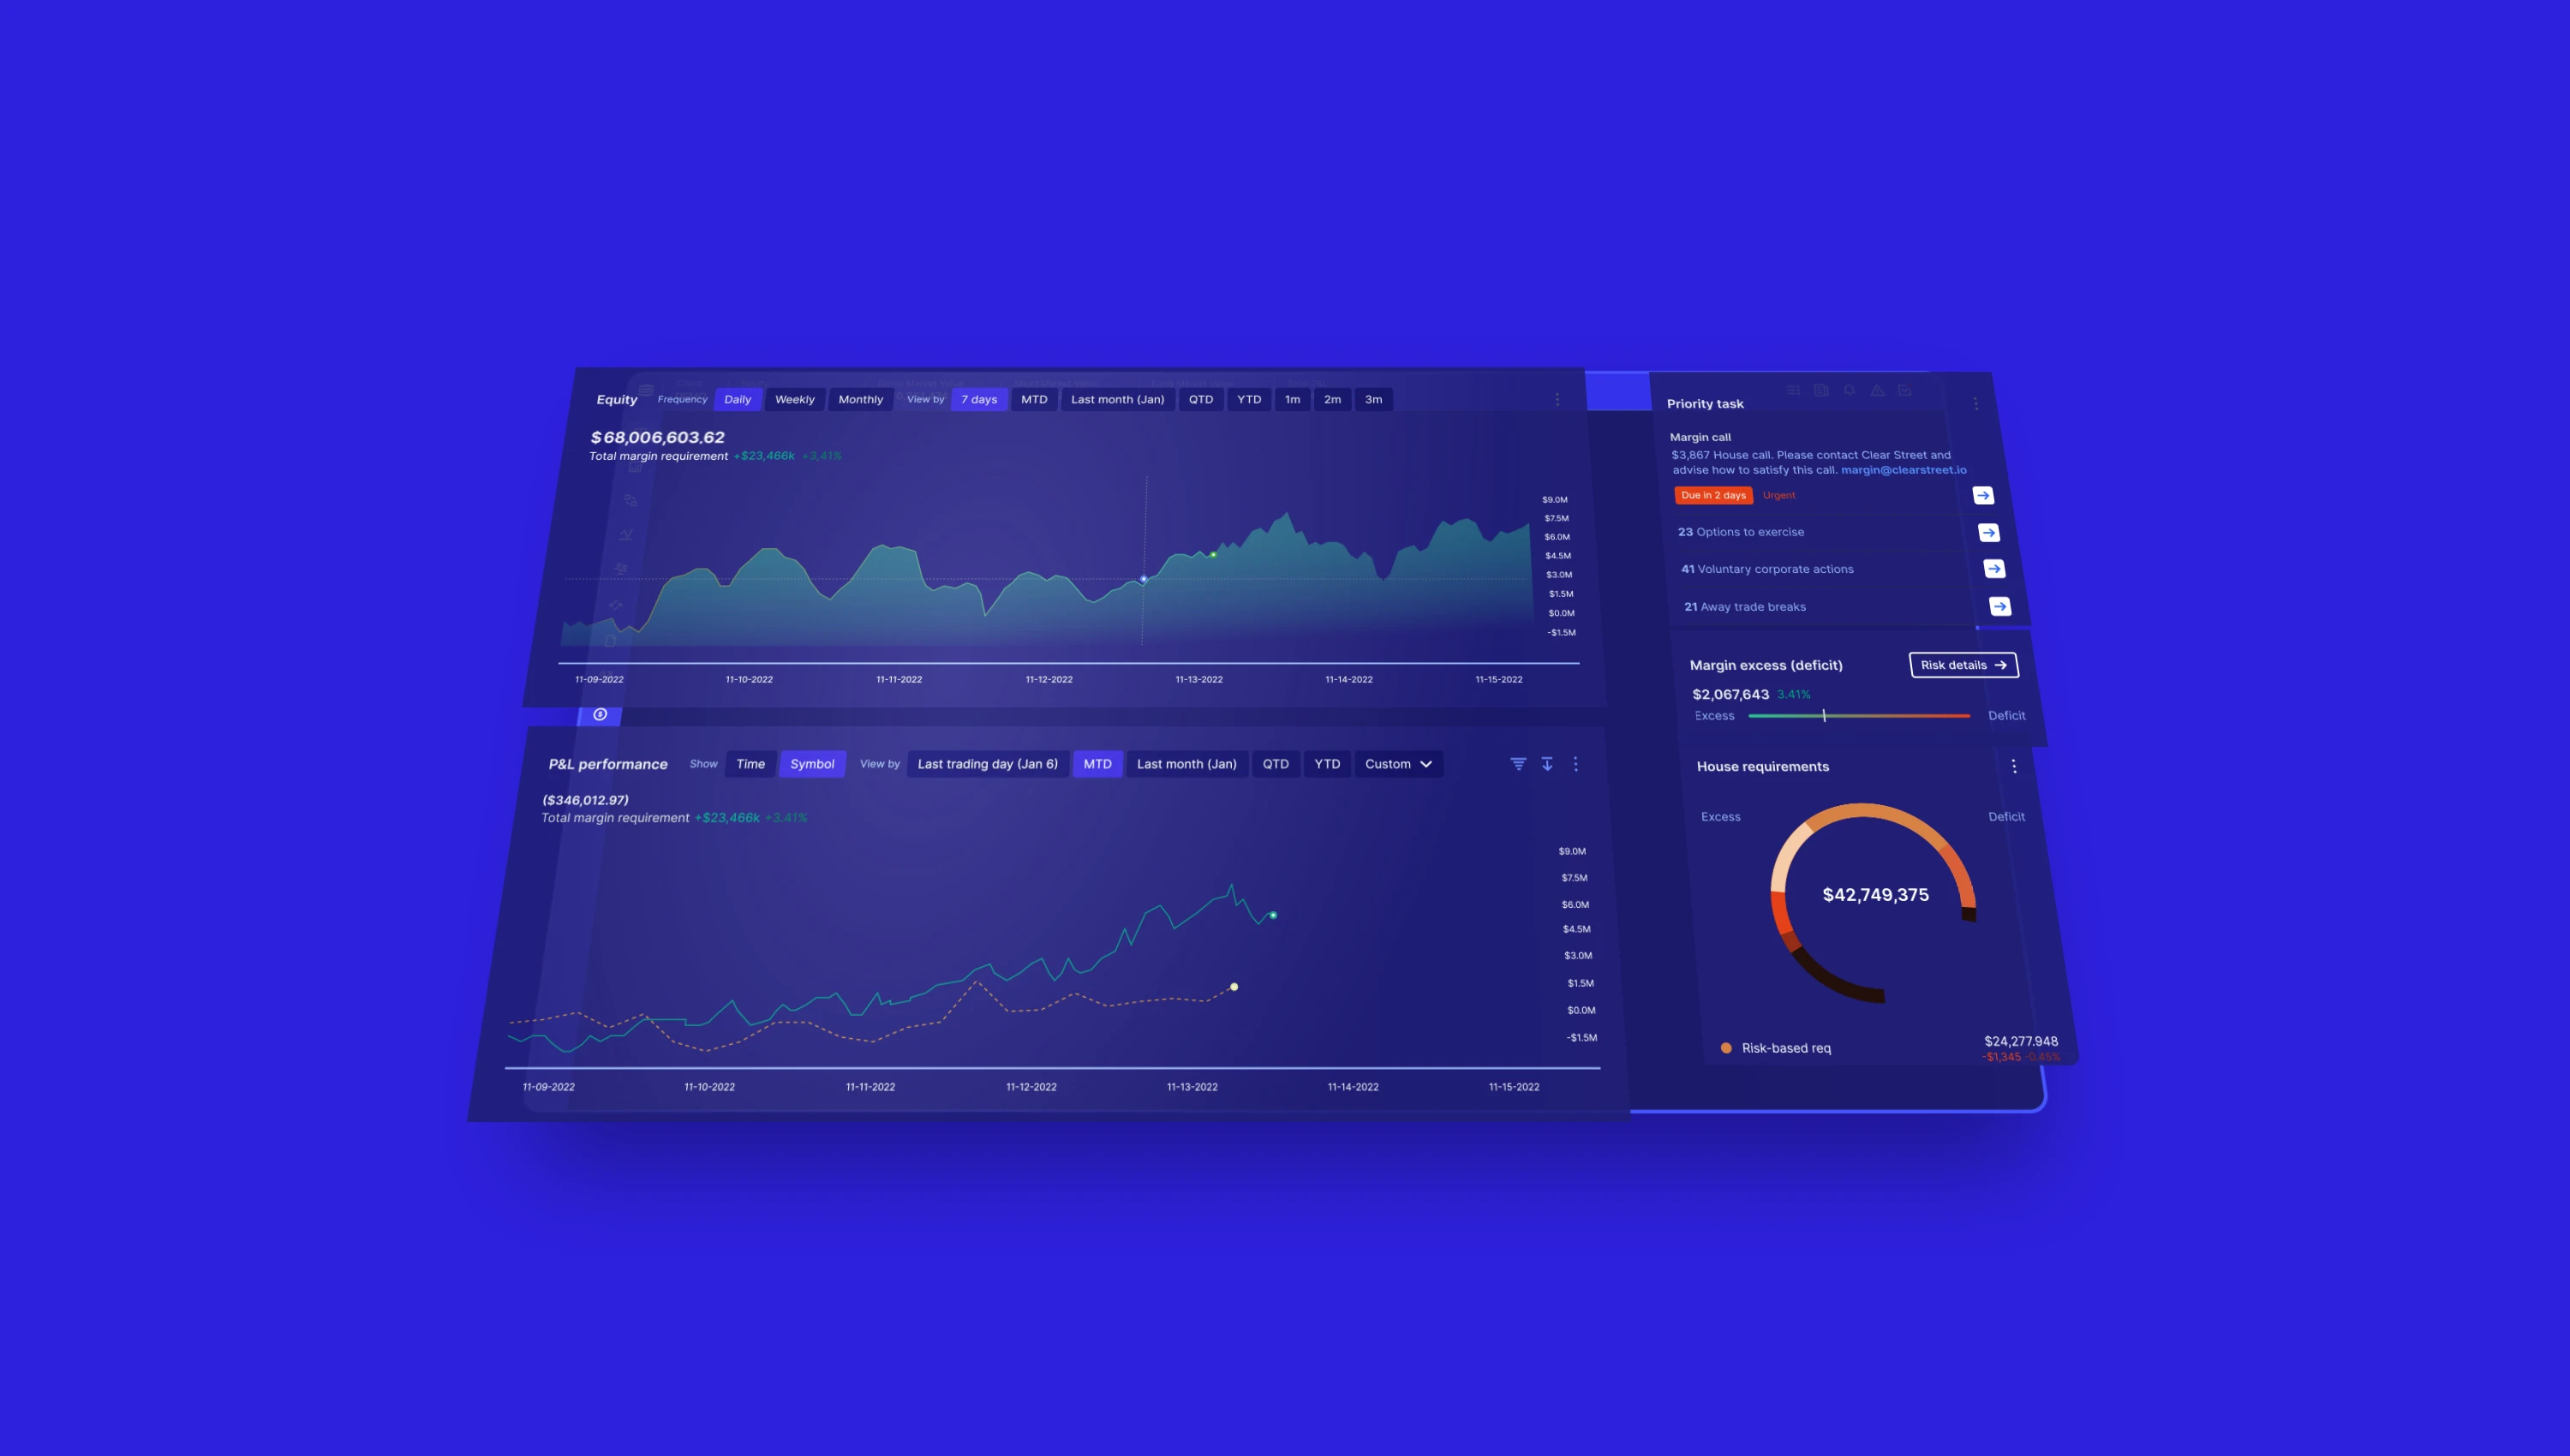 Equity Frequency Daily Weekly Monthly View by 7 days MTD Last month (Jan) QTD YTD 1m 2m 3m
$68,006,603.62
Total margin requirement +$23,466k +3,41%
$9.0M
$7.5M
$6.0M
$4.5M
$3.0M
$1.5M
$0.0M
-$1.5M
11-09-2022 11-10-2022 11-11-2022 11-12-2022 11-13-2022 11-14-2022 11-15-2022
P&L performance Show Time Symbol View by Last trading day (Jan 6) MTD Last month (Jan) QTD YTD Custom
($346,012.97)
Total margin requirement +$23,466k +3.41%
$9.0M
$7.5M
$6.0M
$4.5M
$3.0M
$1.5M
$0.0M
-$1.5M
11-09-2022 11-10-2022 11-11-2022 11-12-2022 11-13-2022 11-14-2022 11-15-2022
Priority task
Margin call
$3,867 House call. Please contact Clear Street and
advise how to satisfy this call. margin@clearstreet.io
Due in 2 days Urgent
23 Options to exercise
41 Voluntary corporate actions
21 Away trade breaks
Margin excess (deficit) Risk details
$2,067,643 3.41%
Excess Deficit
House requirements
Excess Deficit
$42,749,375
Risk-based req $24,277.948
-$1,345 -0.45%